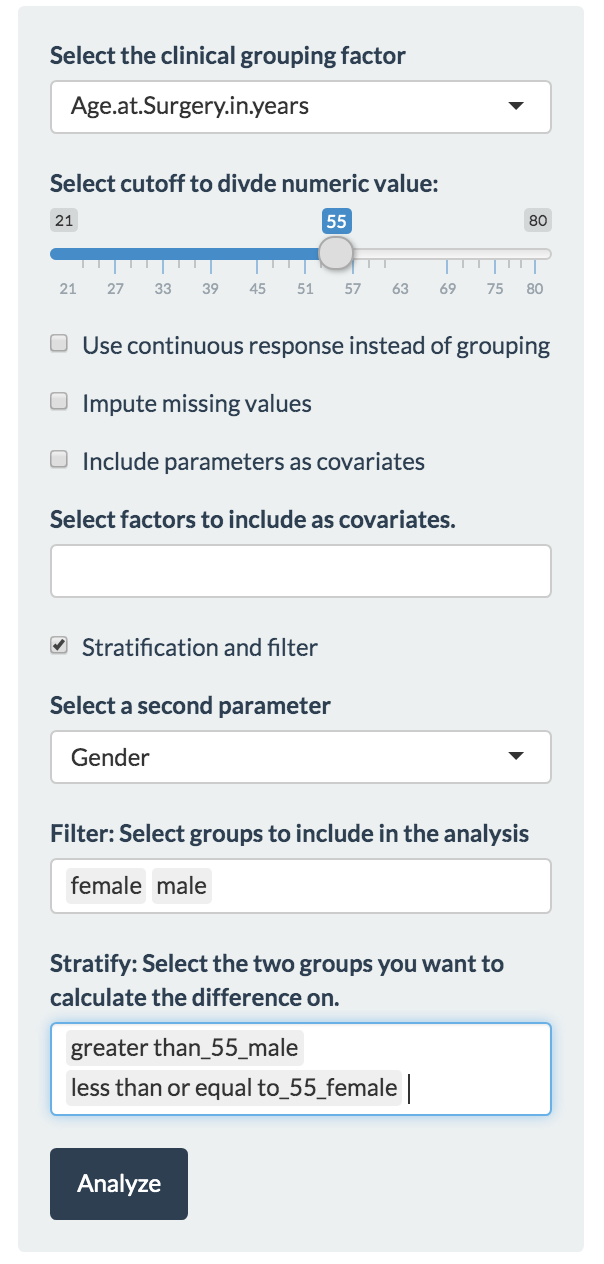 Select the clinical grouping factor
Age.at.Surgery.in.years
Select cutoff to divde numeric value:
21 55 80
21 27 33 39 45 51 57 63 69 75 80
Use continuous response instead of grouping
Impute missing values
Include parameters as covariates
Select factors to include as covariates.
Stratification and filter
Select a second parameter
Gender
Filter: Select groups to include in the analysis
female male
Stratify: Select the two groups you want to
calculate the difference on.
greater than_55_male
less than or equal to_55_female
Analyze